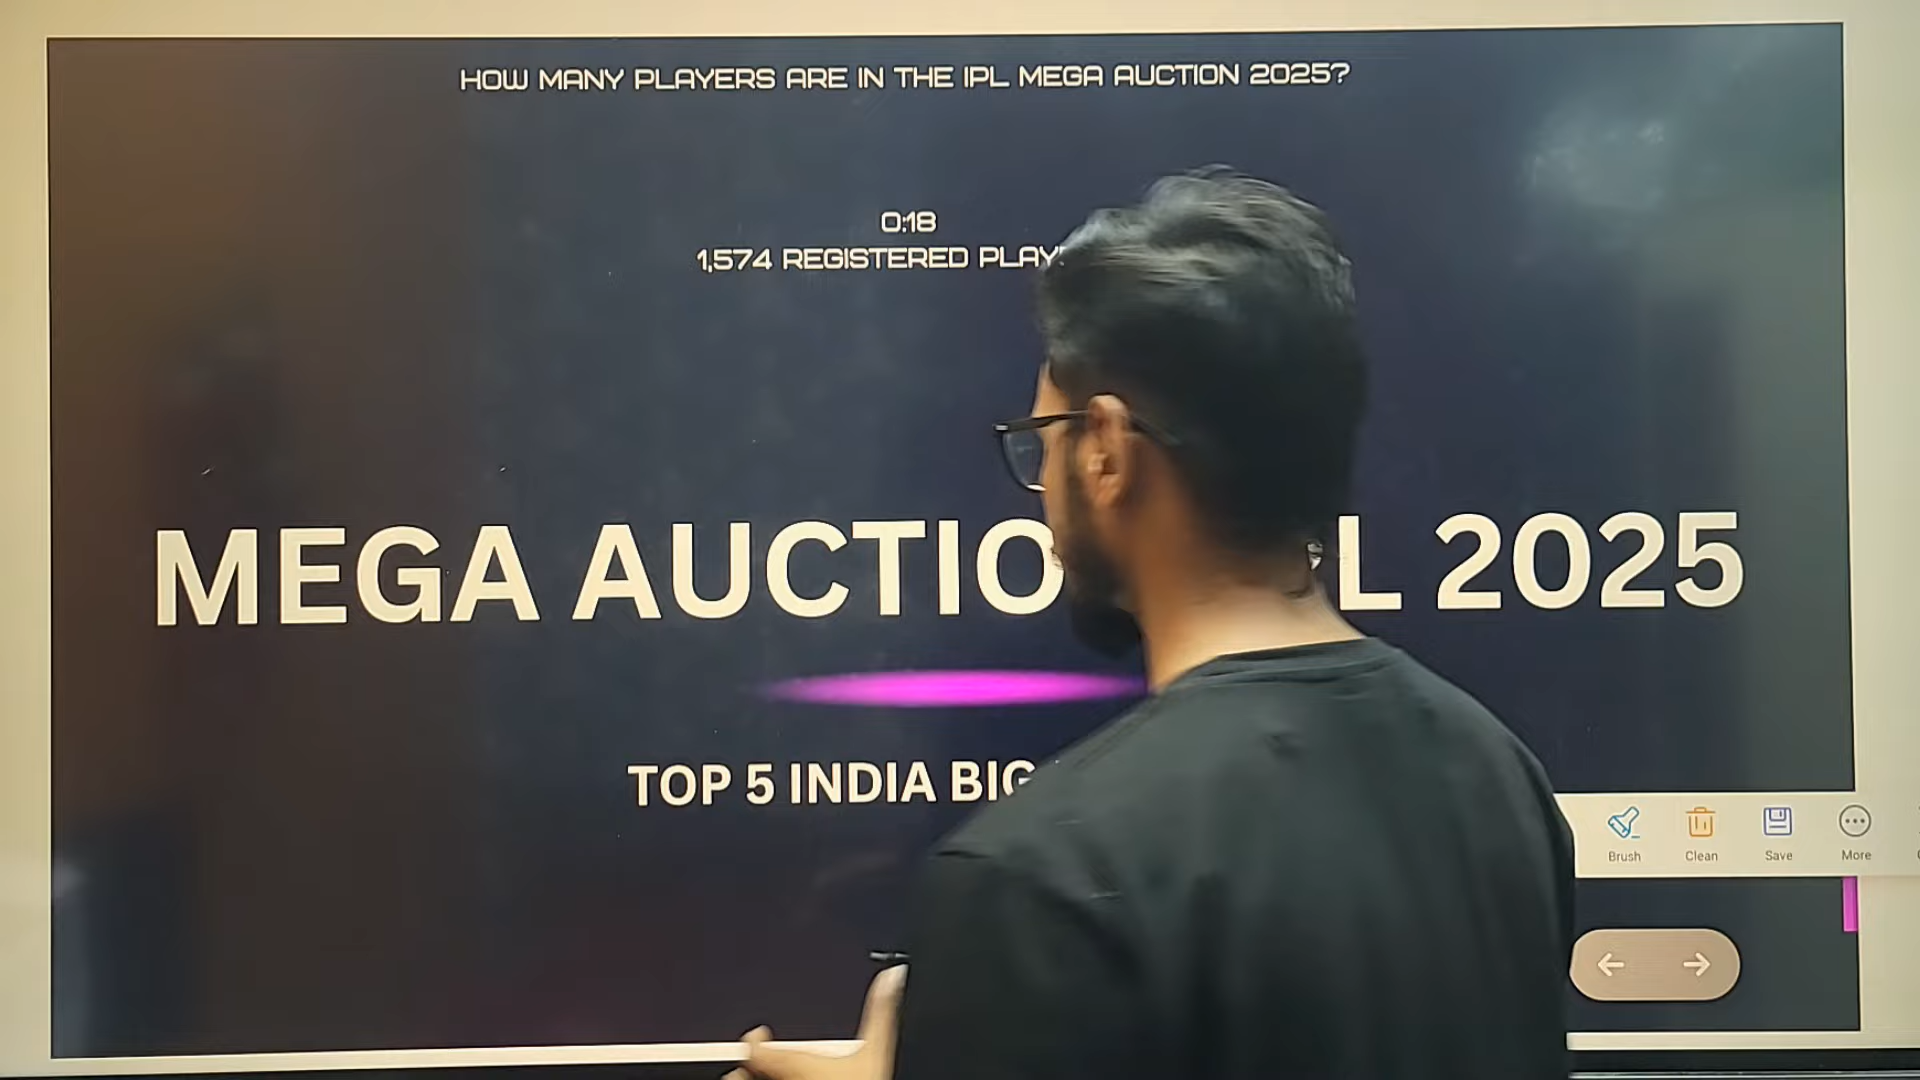 HOW MANY PLAYERS ARE IN THE IPL MEGA AUCTION 2025?
0:18
1,574 REGISTERED
MEGA AUCTIO L 2025
TOP 5 INDIA BIG
Brush Clean Save More